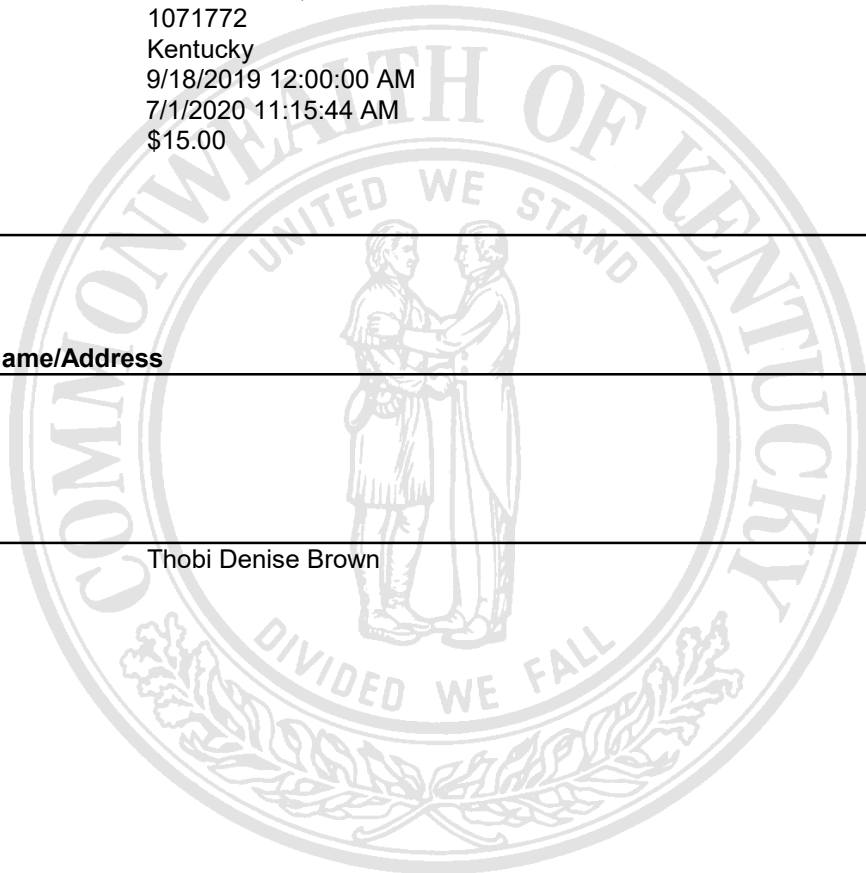 1071772
Kentucky
9/18/2019 12:00:00 AM
7/1/2020 11:15:44 AM
$15.00
COMMONWEALTH OF KENTUCKY
UNITED WE STAND
ame/Address
Thobi Denise Brown
DIVIDED WE FALL